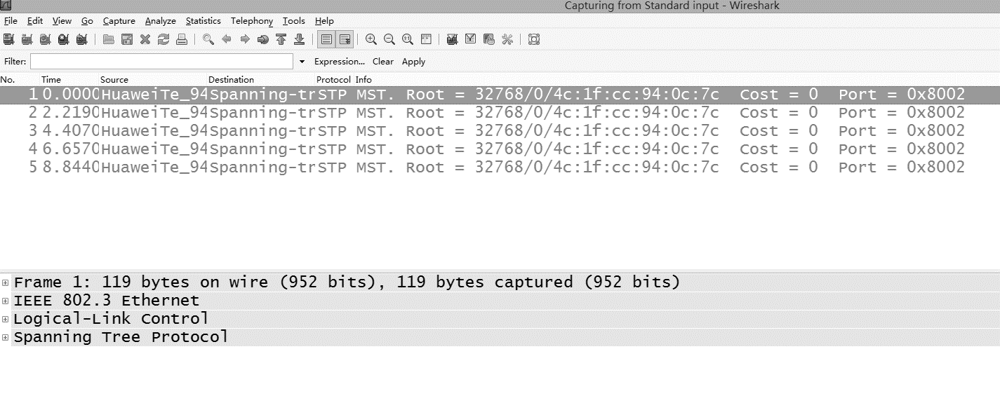 Capturing from Standard input - Wireshark
File Edit View Go Capture Analyze Statistics Telephony Tools Help
Filter: Expression... Clear Apply
No. Time Source Destination Protocol Info
1 0.0000 HuaweiTe_94 Spanning-tr STP MST. Root = 32768/0/4c:1f:cc:94:0c:7c Cost = 0 Port = 0x8002
2 2.2190 HuaweiTe_94 Spanning-tr STP MST. Root = 32768/0/4c:1f:cc:94:0c:7c Cost = 0 Port = 0x8002
3 4.4070 HuaweiTe_94 Spanning-tr STP MST. Root = 32768/0/4c:1f:cc:94:0c:7c Cost = 0 Port = 0x8002
4 6.6570 HuaweiTe_94 Spanning-tr STP MST. Root = 32768/0/4c:1f:cc:94:0c:7c Cost = 0 Port = 0x8002
5 8.8440 HuaweiTe_94 Spanning-tr STP MST. Root = 32768/0/4c:1f:cc:94:0c:7c Cost = 0 Port = 0x8002
Frame 1: 119 bytes on wire (952 bits), 119 bytes captured (952 bits)
IEEE 802.3 Ethernet
Logical-Link Control
Spanning Tree Protocol